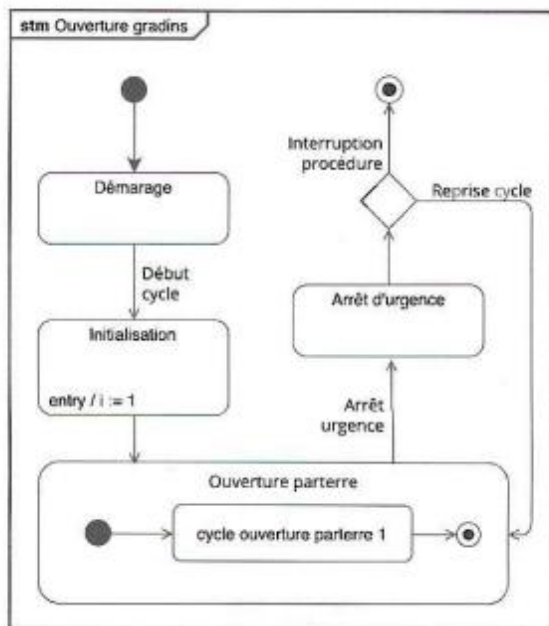 stm Ouverture gradins
Démarage
Début
cycle
Initialisation
entry / i := 1
Interruption
procédure
Reprise cycle
Arrêt d'urgence
Arrêt
urgence
Ouverture parterre
cycle ouverture parterre 1